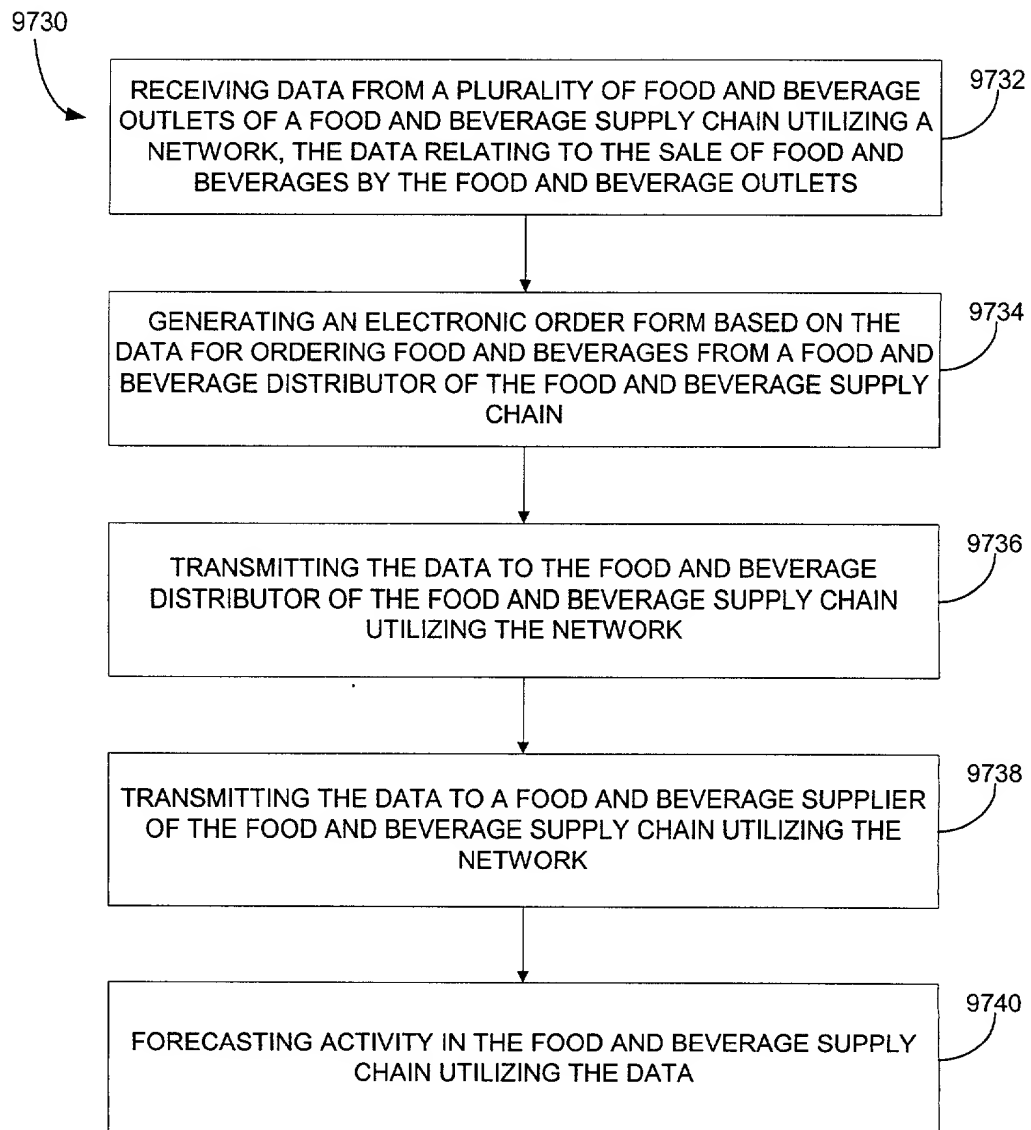 9730
9732
RECEIVING DATA FROM A PLURALITY OF FOOD AND BEVERAGE
OUTLETS OF A FOOD AND BEVERAGE SUPPLY CHAIN UTILIZING A
NETWORK, THE DATA RELATING TO THE SALE OF FOOD AND
BEVERAGES BY THE FOOD AND BEVERAGE OUTLETS
9734
GENERATING AN ELECTRONIC ORDER FORM BASED ON THE
DATA FOR ORDERING FOOD AND BEVERAGES FROM A FOOD AND
BEVERAGE DISTRIBUTOR OF THE FOOD AND BEVERAGE SUPPLY
CHAIN
9736
TRANSMITTING THE DATA TO THE FOOD AND BEVERAGE
DISTRIBUTOR OF THE FOOD AND BEVERAGE SUPPLY CHAIN
UTILIZING THE NETWORK
9738
TRANSMITTING THE DATA TO A FOOD AND BEVERAGE SUPPLIER
OF THE FOOD AND BEVERAGE SUPPLY CHAIN UTILIZING THE
NETWORK
9740
FORECASTING ACTIVITY IN THE FOOD AND BEVERAGE SUPPLY
CHAIN UTILIZING THE DATA